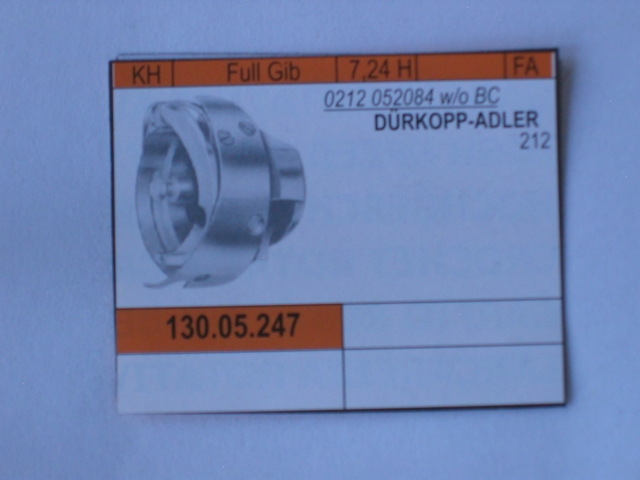 KH Full Gib 7,24 H FA
0212 052084 w/o BC
DÜRKOPP-ADLER
212
130.05.247